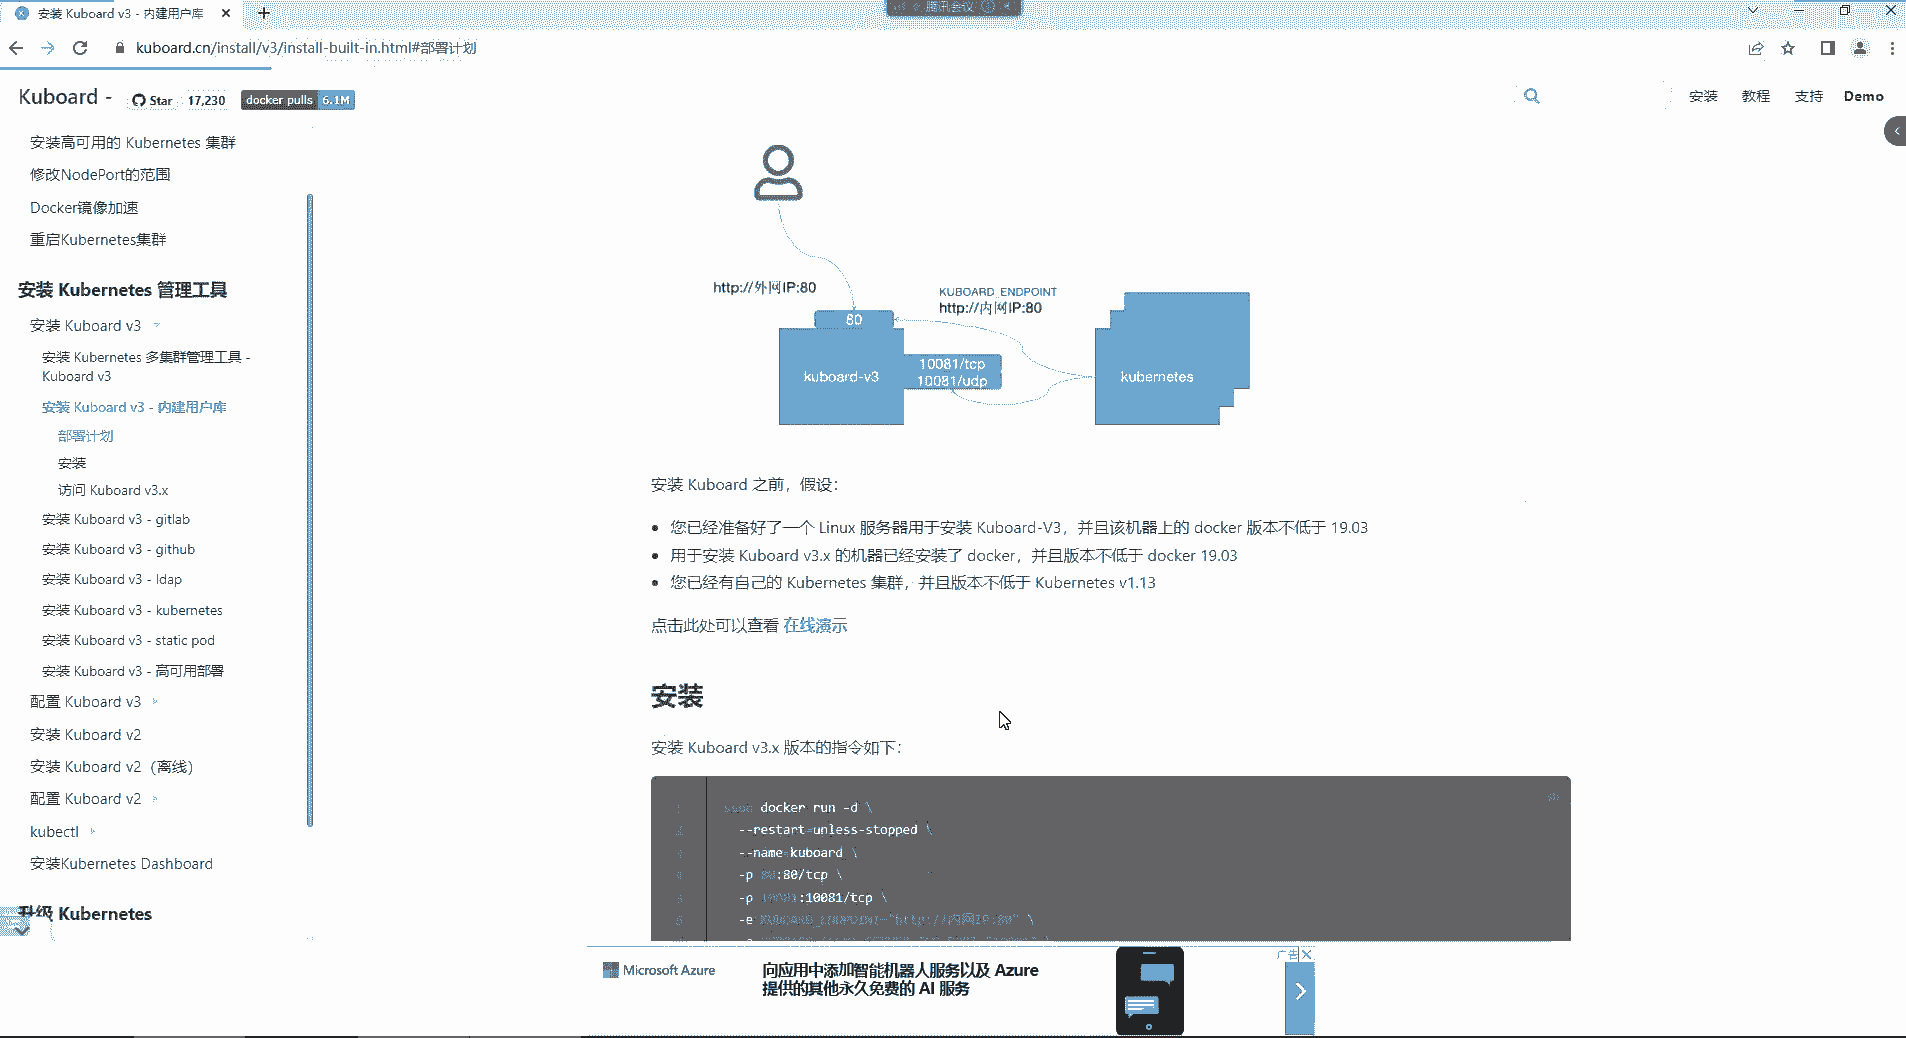 安装 Kuboard v3 - 内建用户库
腾讯会议
kuboard.cn/install/v3/install-built-in.html#部署计划
Kuboard -
Star
17,230
docker pulls 6.1M
安装
教程
支持
Demo
安装高可用的 Kubernetes 集群
修改NodePort的范围
Docker镜像加速
重启Kubernetes集群
安装 Kubernetes 管理工具
安装 Kuboard v3
安装 Kubernetes 多集群管理工具 -
Kuboard v3
安装 Kuboard v3 - 内建用户库
部署计划
安装
访问 Kuboard v3.x
安装 Kuboard v3 - gitlab
安装 Kuboard v3 - github
安装 Kuboard v3 - ldap
安装 Kuboard v3 - kubernetes
安装 Kuboard v3 - static pod
安装 Kuboard v3 - 高可用部署
配置 Kuboard v3
安装 Kuboard v2
安装 Kuboard v2（离线）
配置 Kuboard v2
kubectl
安装Kubernetes Dashboard
升级 Kubernetes
http://外网IP:80
KUBOARD_ENDPOINT
http://内网IP:80
80
10081/tcp
10081/udp
kuboard-v3
kubernetes
安装 Kuboard 之前，假设：
您已经准备好了一个 Linux 服务器用于安装 Kuboard-V3，并且该机器上的 docker 版本不低于 19.03
用于安装 Kuboard v3.x 的机器已经安装了 docker，并且版本不低于 docker 19.03
您已经有自己的 Kubernetes 集群，并且版本不低于 Kubernetes v1.13
点击此处可以查看 在线演示
安装
安装 Kuboard v3.x 版本的指令如下：
sudo docker run -d \
--restart=unless-stopped \
--name=kuboard \
-p 80:80/tcp \
-p 10081:10081/tcp \
-e KUBOARD_ENDPOINT="http://内网IP:80" \
Microsoft Azure
向应用中添加智能机器人服务以及 Azure
提供的其他永久免费的 AI 服务
广告